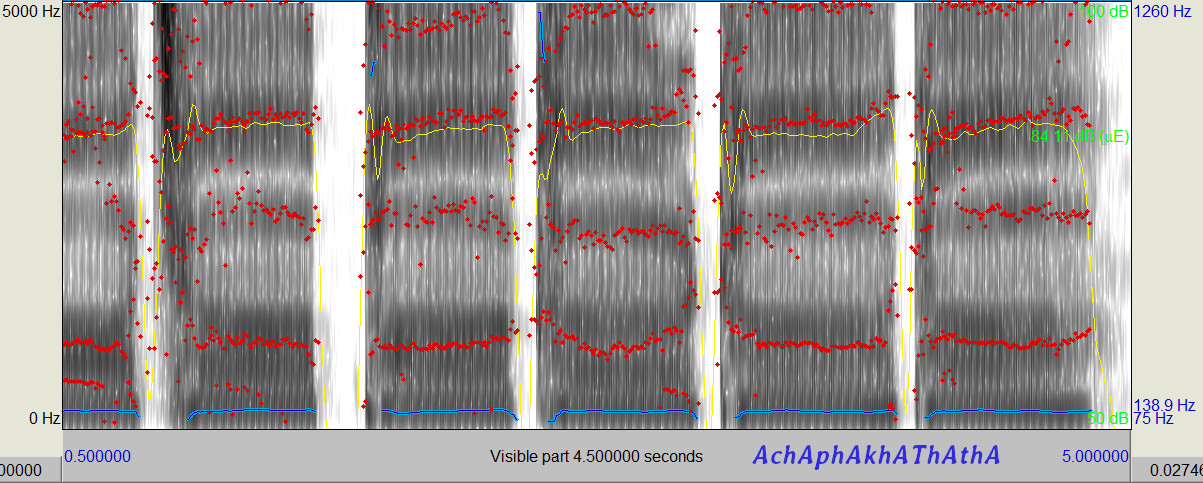 5000 Hz
100 dB
1260 Hz
84.11 dB (µE)
138.9 Hz
0 Hz
50 dB
75 Hz
00000
0.500000
Visible part 4.500000 seconds
AchAphAkhAThAthA
5.000000
0.02746